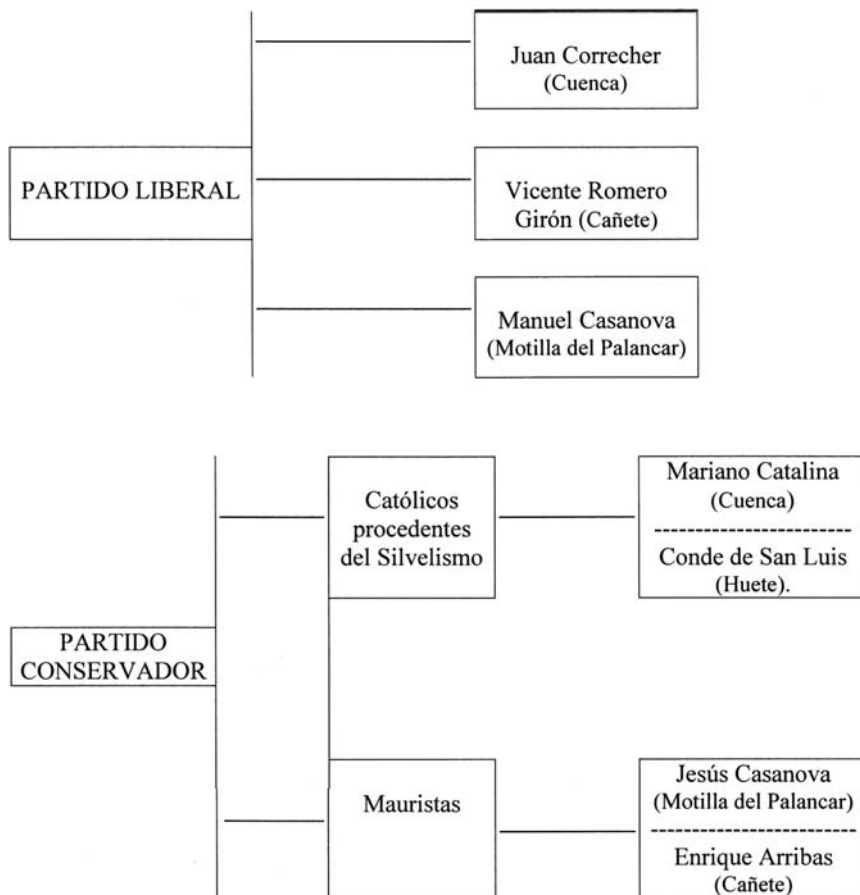 Juan Correcher
(Cuenca)
PARTIDO LIBERAL
Vicente Romero
Girón (Cañete)
Manuel Casanova
(Motilla del Palancar)
Católicos
procedentes
del Silvelismo
Mariano Catalina
(Cuenca)
Conde de San Luis
(Huete).
PARTIDO
CONSERVADOR
Mauristas
Jesús Casanova
(Motilla del Palancar)
Enrique Arribas
(Cañete)